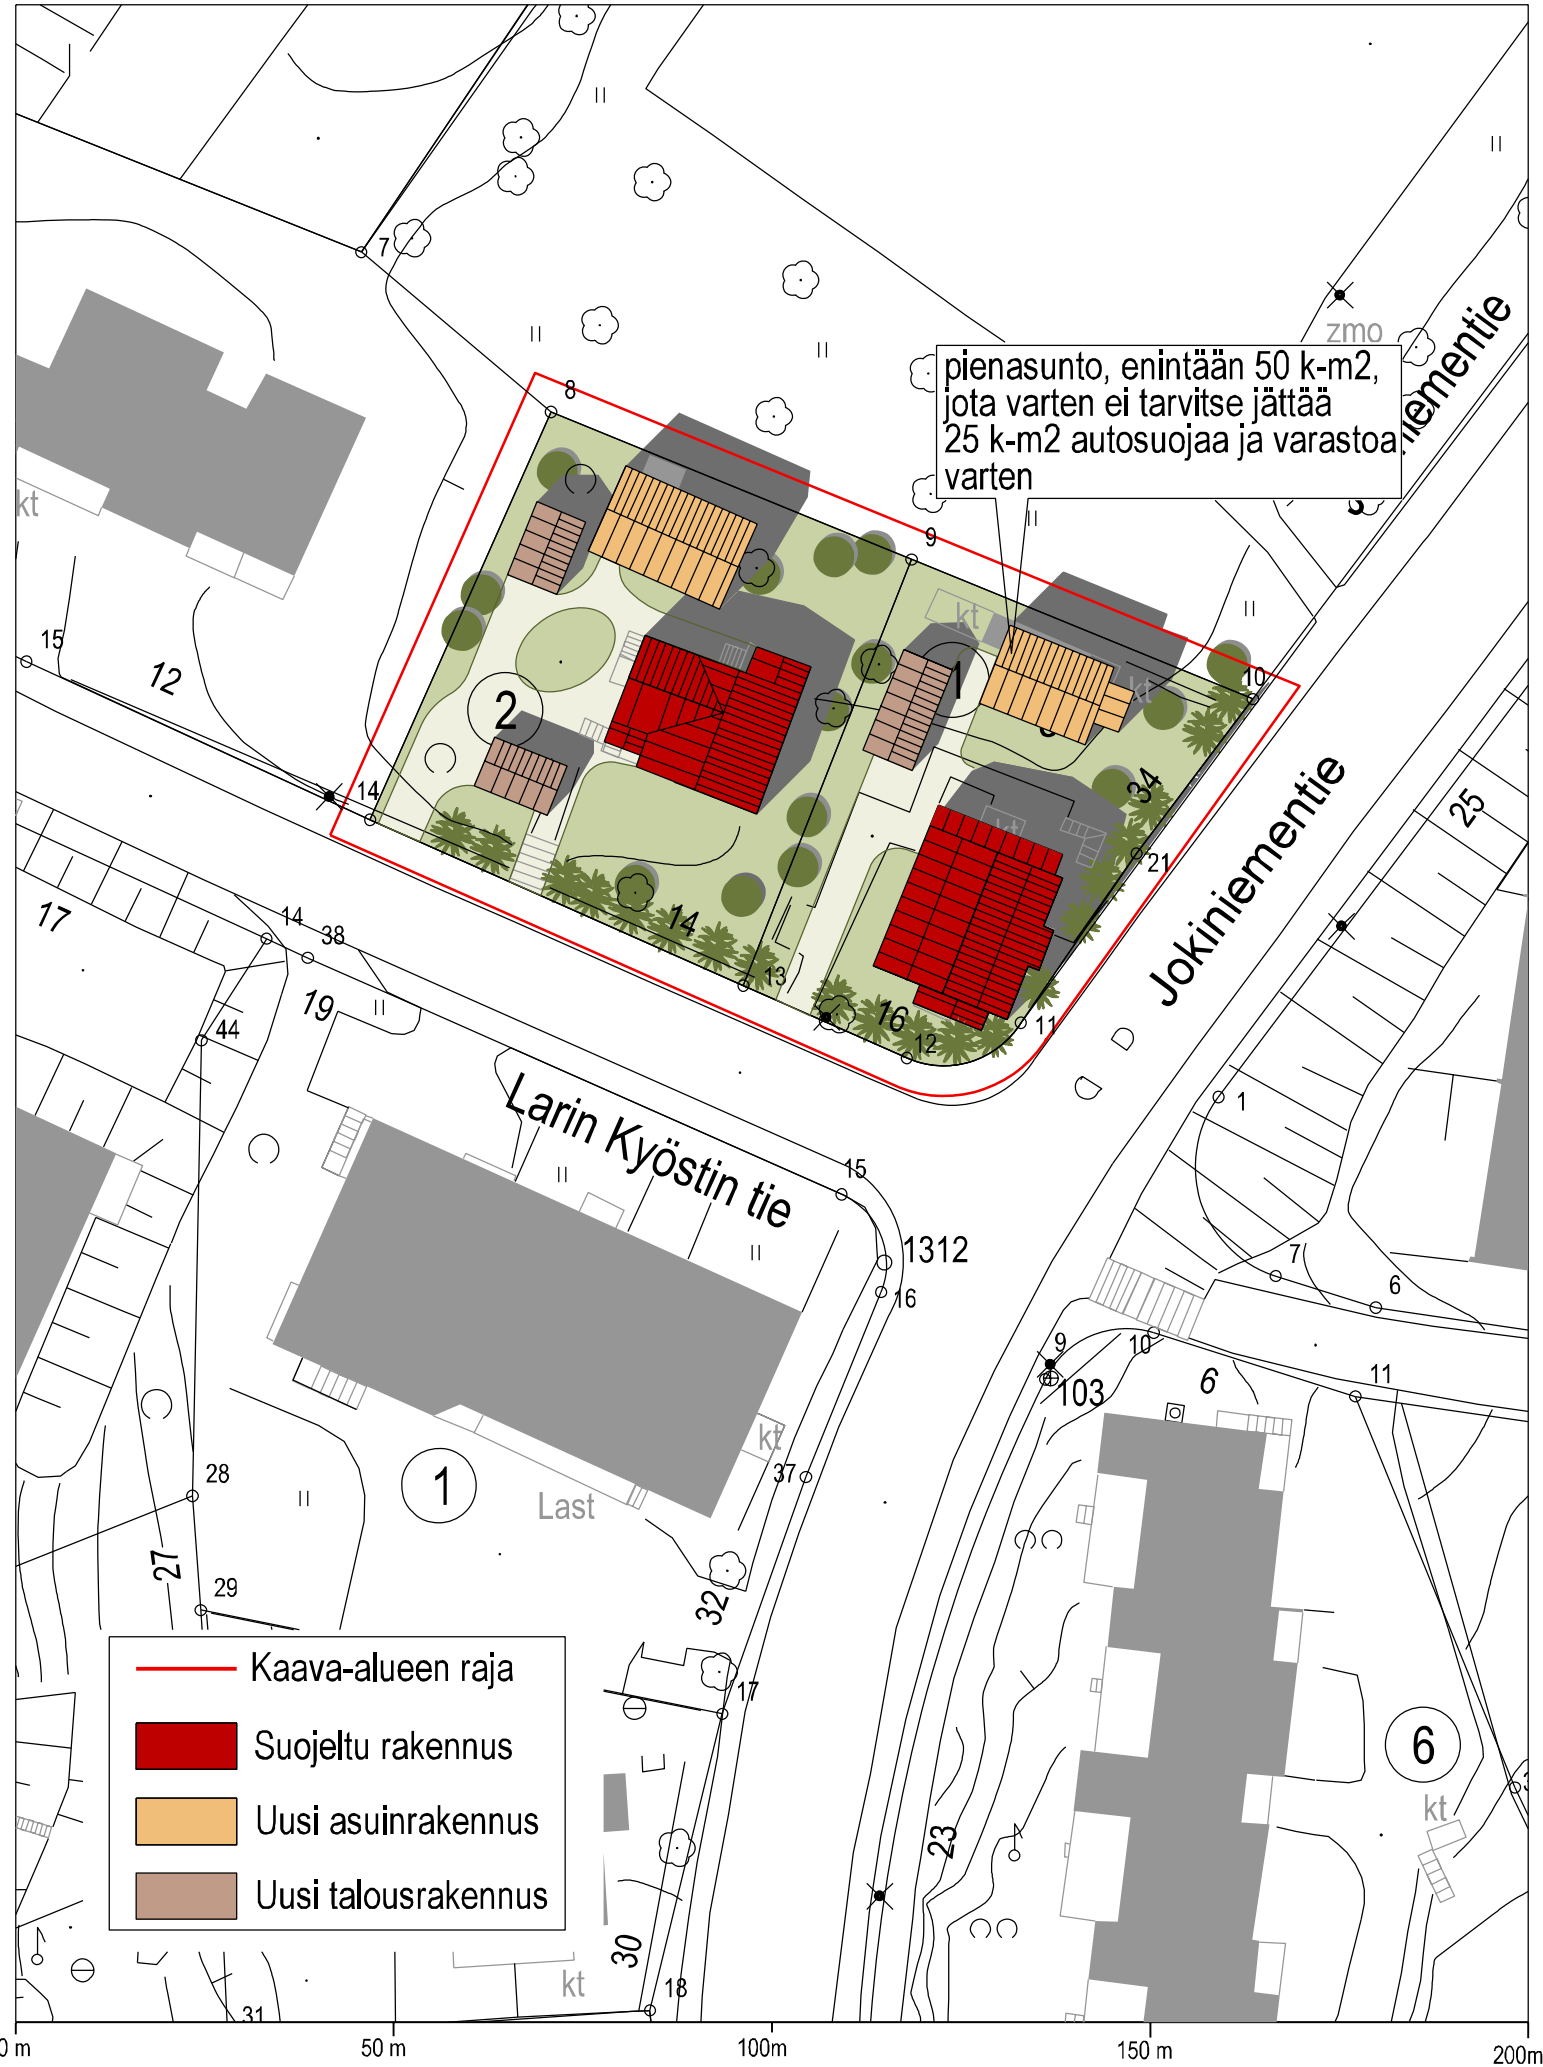 7
zmo
pienasunto, enintään 50 k-m2,
jota varten ei tarvitse jättää
25 k-m2 autosuojaa ja varastoa
varten
8
kt
9
kt
15
12
1
kt
10
2
14
34
Jokiniementie
25
21
17
14
38
14
13
19
16
11
44
12
Larin Kyöstin tie
1
15
1312
7
16
6
9
10
103
6
11
kt
37
28
1
Last
27
29
32
Kaava-alueen raja
17
Suojeltu rakennus
6
Uusi asuinrakennus
kt
23
Uusi talousrakennus
30
kt
18
31
50 m
100m
150 m
200m